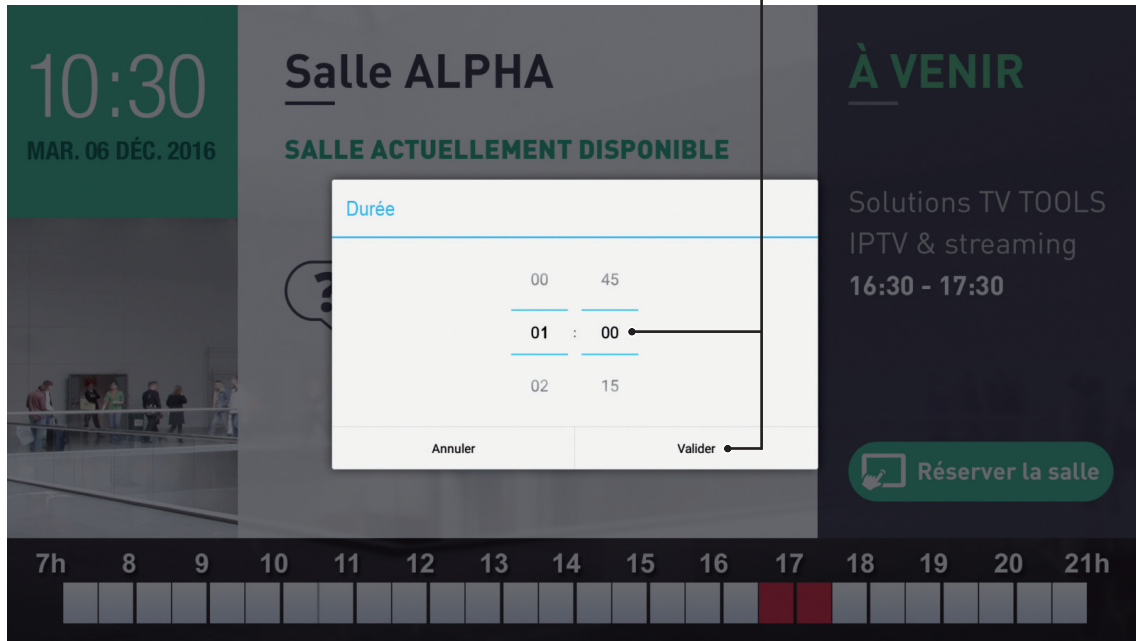 10:30
MAR. 06 DÉC. 2016
Salle ALPHA
SALLE ACTUELLEMENT DISPONIBLE
?
Durée
00 45
01 : 00
02 15
Annuler Valider
À VENIR
Solutions TV TOOLS
IPTV & streaming
16:30 - 17:30
Réserver la salle
7h 8 9 10 11 12 13 14 15 16 17 18 19 20 21h